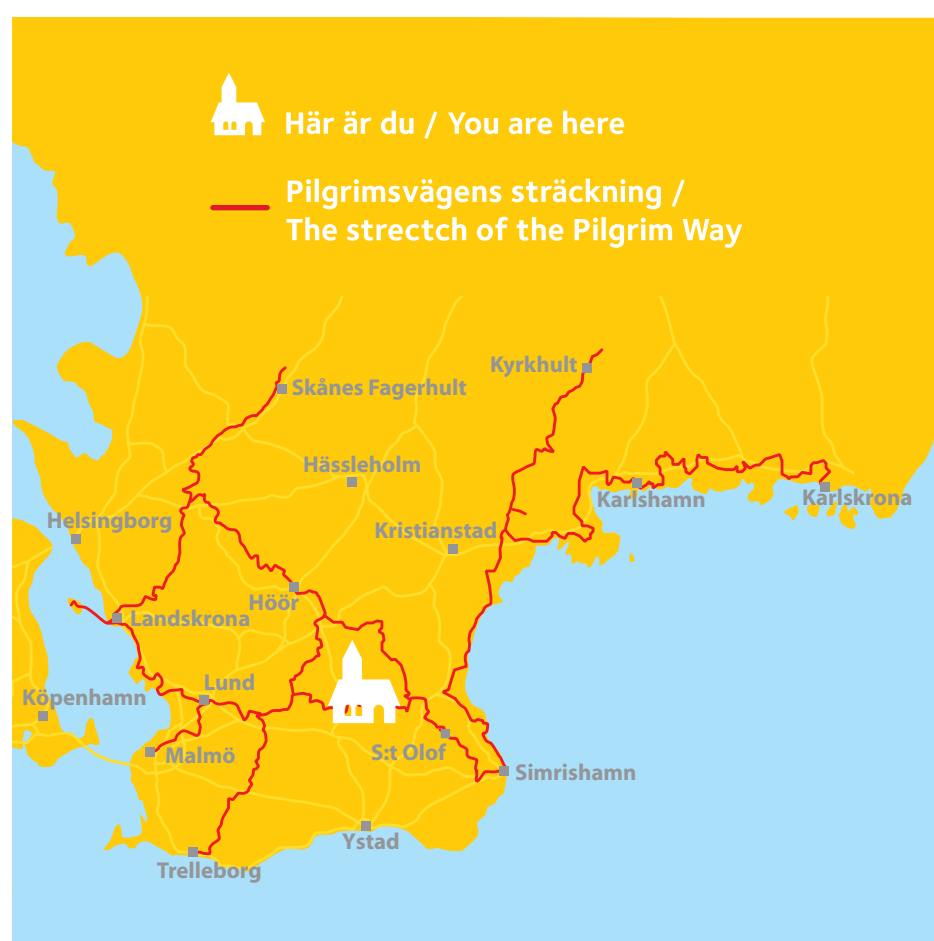 Här är du / You are here
Pilgrimsvägens sträckning /
The strectch of the Pilgrim Way
Kyrkhult
Skånes Fagerhult
Hässleholm
Karlshamn
Karlskrona
Helsingborg
Kristianstad
Höör
Landskrona
Lund
Köpenhamn
Malmö
S:t Olof
Simrishamn
Ystad
Trelleborg